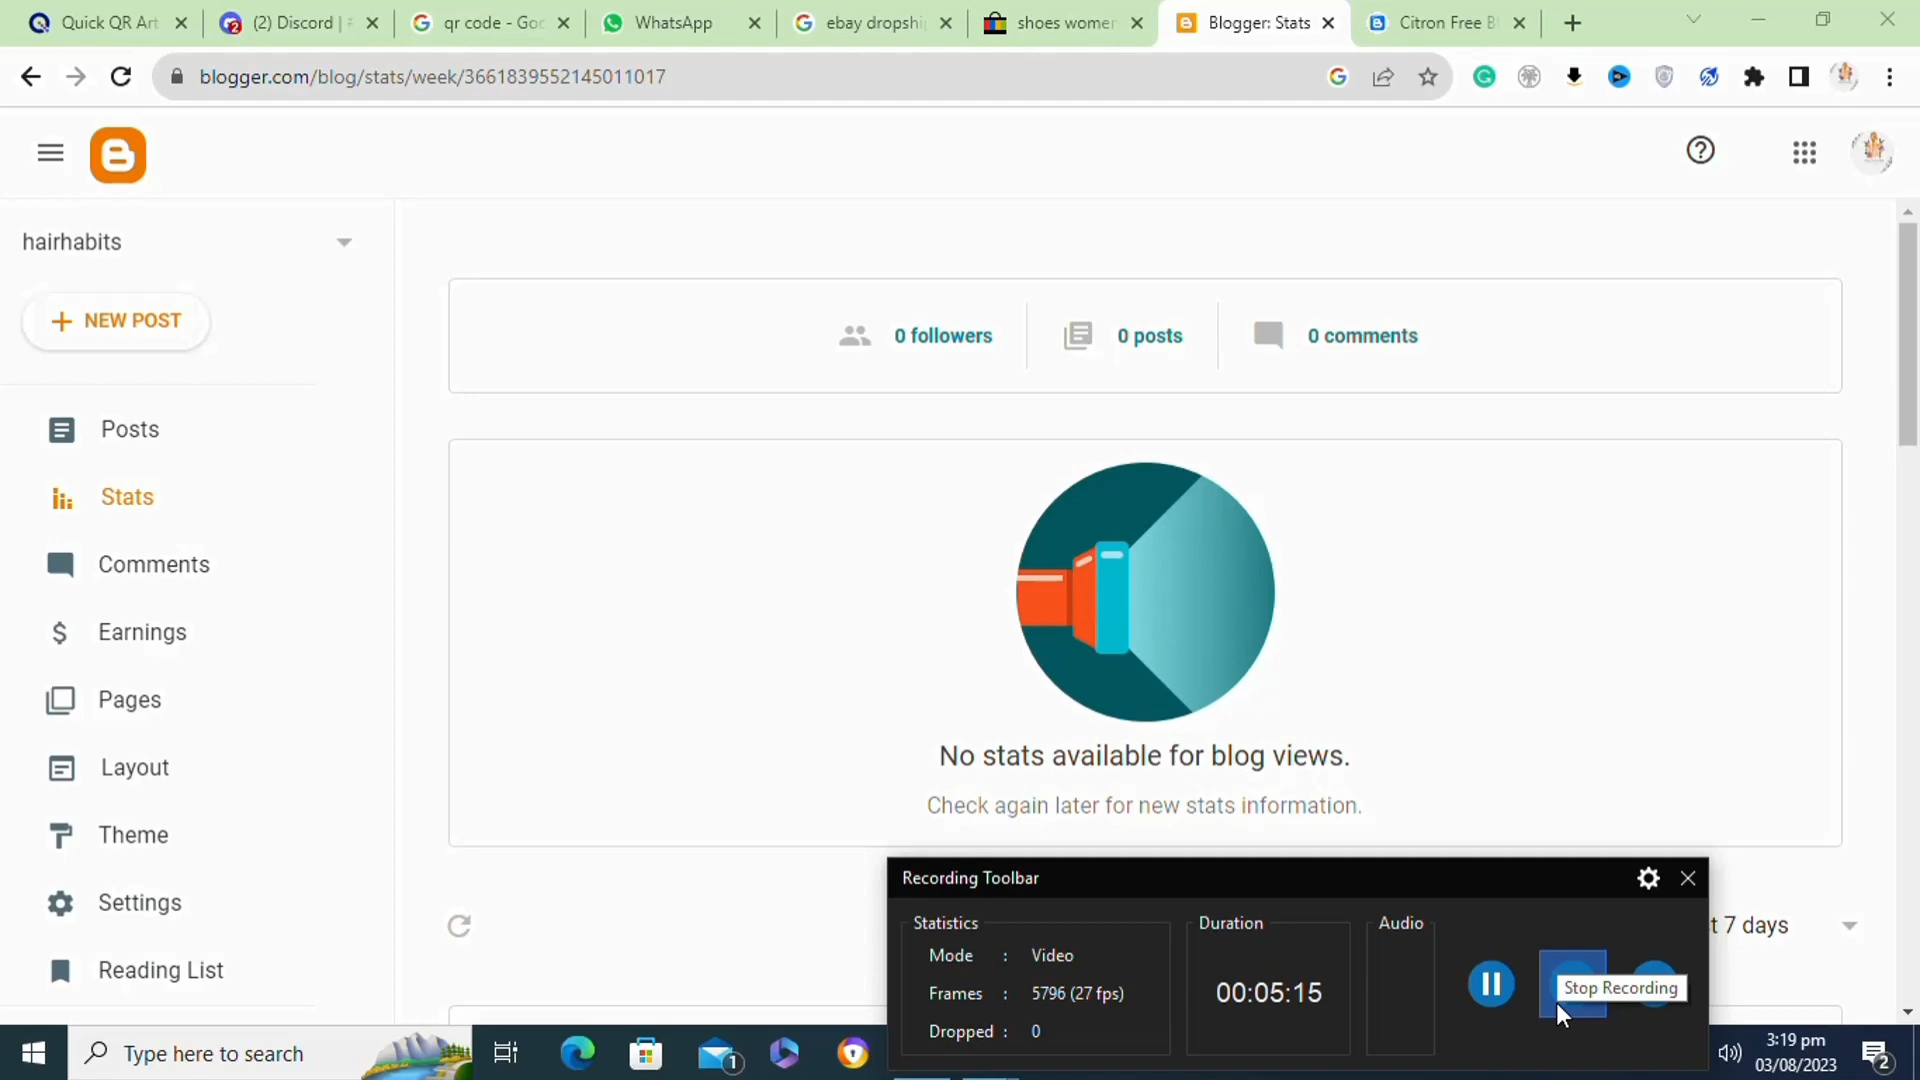 Quick QR Art
(2) Discord | #
qr code - Goo
WhatsApp
ebay dropshi
shoes women
Blogger: Stats
Citron Free B
blogger.com/blog/stats/week/3661839552145011017
hairhabits
NEW POST
0 followers
0 posts
0 comments
Posts
Stats
Comments
Earnings
Pages
Layout
Theme
Settings
Reading List
No stats available for blog views.
Check again later for new stats information.
t 7 days
Recording Toolbar
Statistics
Mode : Video
Frames : 5796 (27 fps)
Dropped : 0
Duration
00:05:15
Audio
Stop Recording
Type here to search
1
3:19 pm
03/08/2023
2